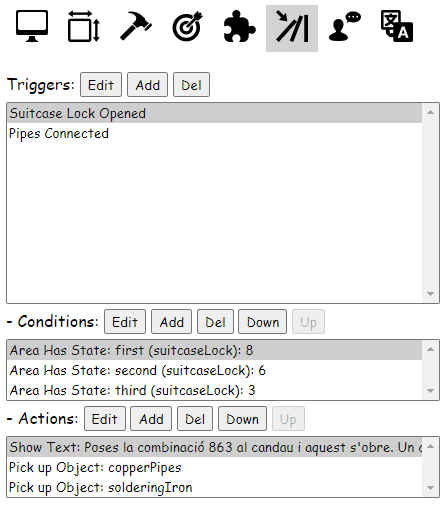 Triggers: Edit Add Del
Suitcase Lock Opened
Pipes Connected
- Conditions: Edit Add Del Down Up
Area Has State: first (suitcaseLock): 8
Area Has State: second (suitcaseLock): 6
Area Has State: third (suitcaseLock): 3
- Actions: Edit Add Del Down Up
Show Text: Poses la combinació 863 al candau i aquest s'obre. Un
Pick up Object: copperPipes
Pick up Object: solderingIron